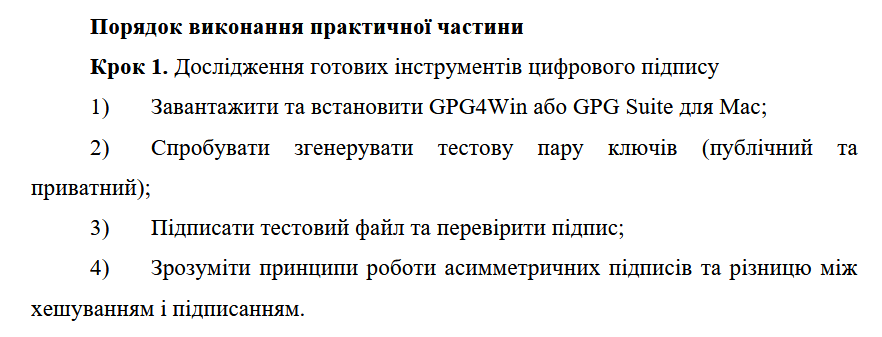 Порядок виконання практичної частини
Крок 1. Дослідження готових інструментів цифрового підпису
1) Завантажити та встановити GPG4Win або GPG Suite для Mac;
2) Спробувати згенерувати тестову пару ключів (публічний та
приватний);
3) Підписати тестовий файл та перевірити підпис;
4) Зрозуміти принципи роботи асимметричних підписів та різницю між
хешуванням і підписанням.